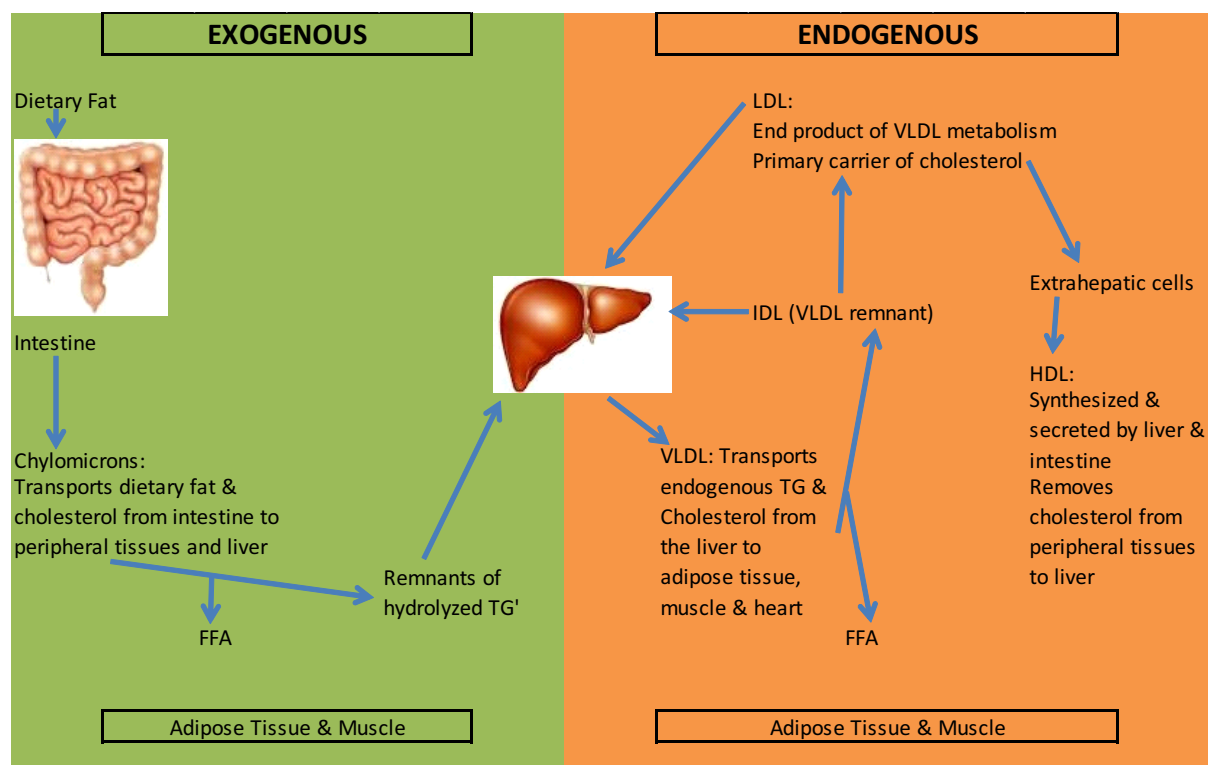 EXOGENOUS
Dietary Fat
Intestine
Chylomicrons:
Transports dietary fat &
cholesterol from intestine to
peripheral tissues and liver
Remnants of
hydrolyzed TG'
FFA
Adipose Tissue & Muscle
ENDOGENOUS
LDL:
End product of VLDL metabolism
Primary carrier of cholesterol
IDL (VLDL remnant)
Extrahepatic cells
HDL:
Synthesized &
secreted by liver &
intestine
Removes
cholesterol from
peripheral tissues
to liver
VLDL: Transports
endogenous TG &
Cholesterol from
the liver to
adipose tissue,
muscle & heart
FFA
Adipose Tissue & Muscle